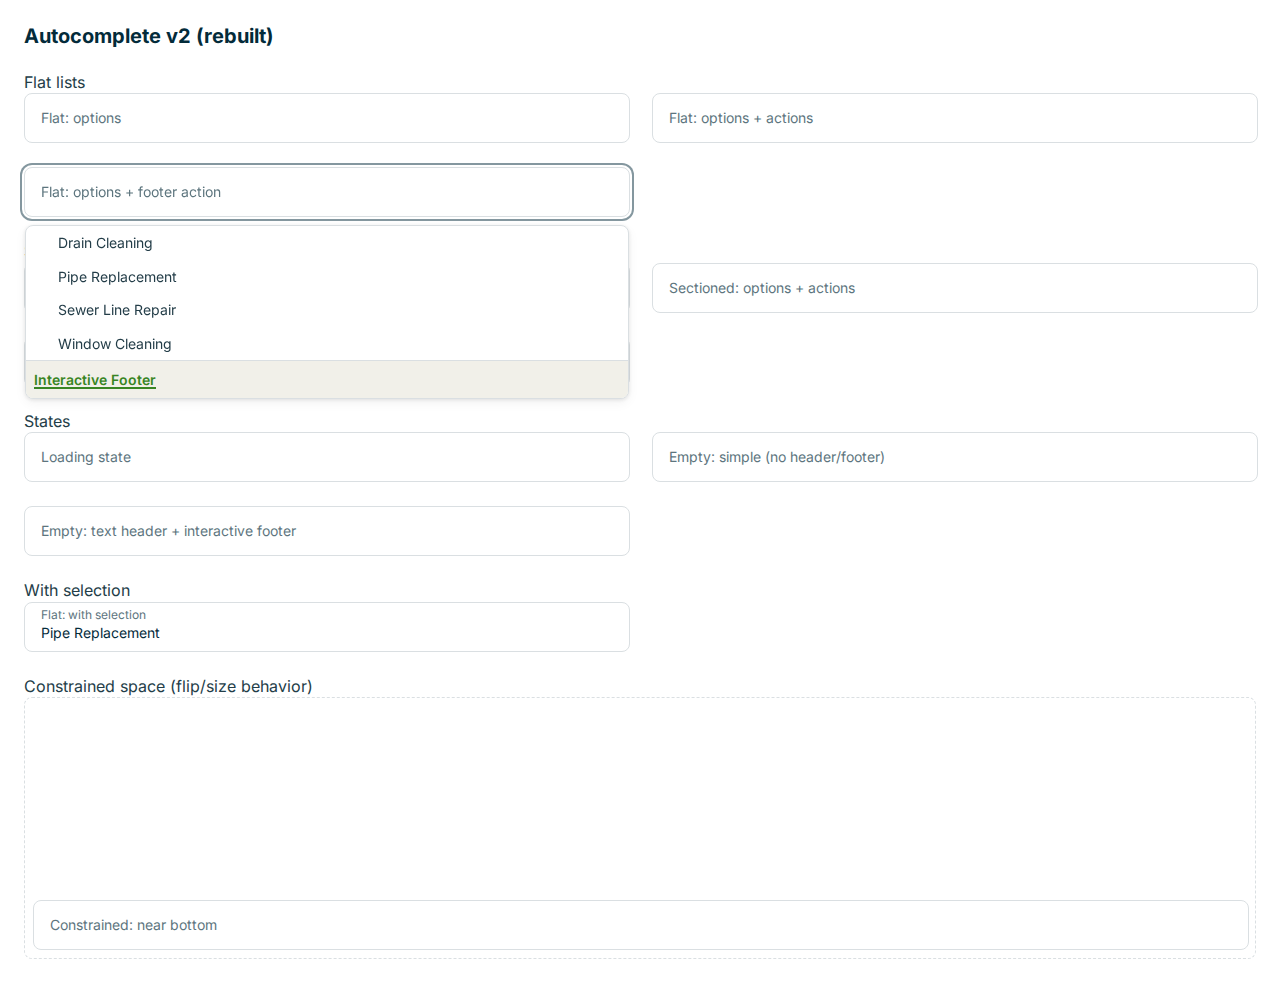 Autocomplete v2 (rebuilt)
Flat lists
Flat: options
Flat: options + actions
Flat: options + footer action
Drain Cleaning
Pipe Replacement
Sewer Line Repair
Window Cleaning
Interactive Footer
Sectioned: options + actions
States
Loading state
Empty: simple (no header/footer)
Empty: text header + interactive footer
With selection
Flat: with selection
Pipe Replacement
Constrained space (flip/size behavior)
Constrained: near bottom